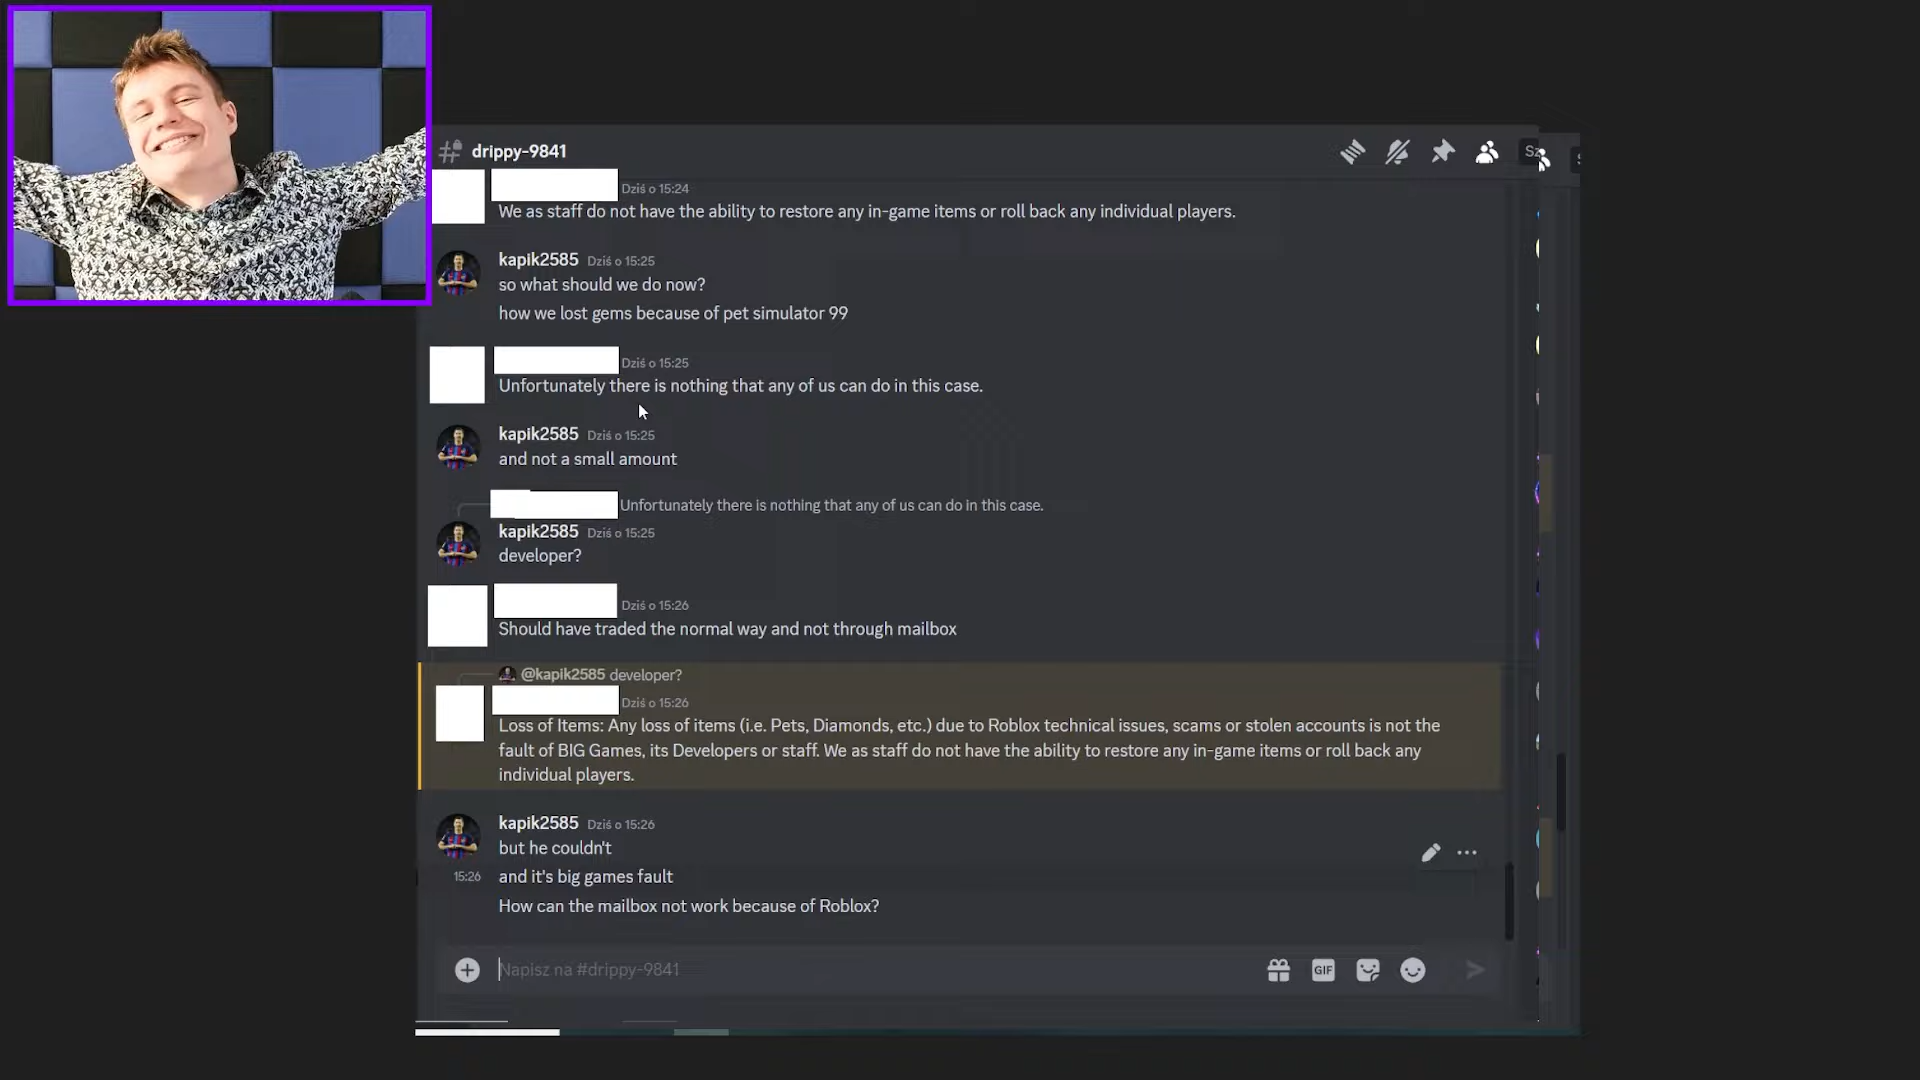 drippy-9841
Dziś o 15:24
We as staff do not have the ability to restore any in-game items or roll back any individual players.
kapik2585 Dziś o 15:25
so what should we do now?
how we lost gems because of pet simulator 99
Dziś o 15:25
Unfortunately there is nothing that any of us can do in this case.
kapik2585 Dziś o 15:25
and not a small amount
Unfortunately there is nothing that any of us can do in this case.
kapik2585 Dziś o 15:25
developer?
Dziś o 15:26
Should have traded the normal way and not through mailbox
@kapik2585 developer?
Dziś o 15:26
Loss of Items: Any loss of items (i.e. Pets, Diamonds, etc.) due to Roblox technical issues, scams or stolen accounts is not the
fault of BIG Games, its Developers or staff. We as staff do not have the ability to restore any in-game items or roll back any
individual players.
kapik2585 Dziś o 15:26
but he couldn't
15:26 and it's big games fault
How can the mailbox not work because of Roblox?
Napisz na #drippy-9841
GIF